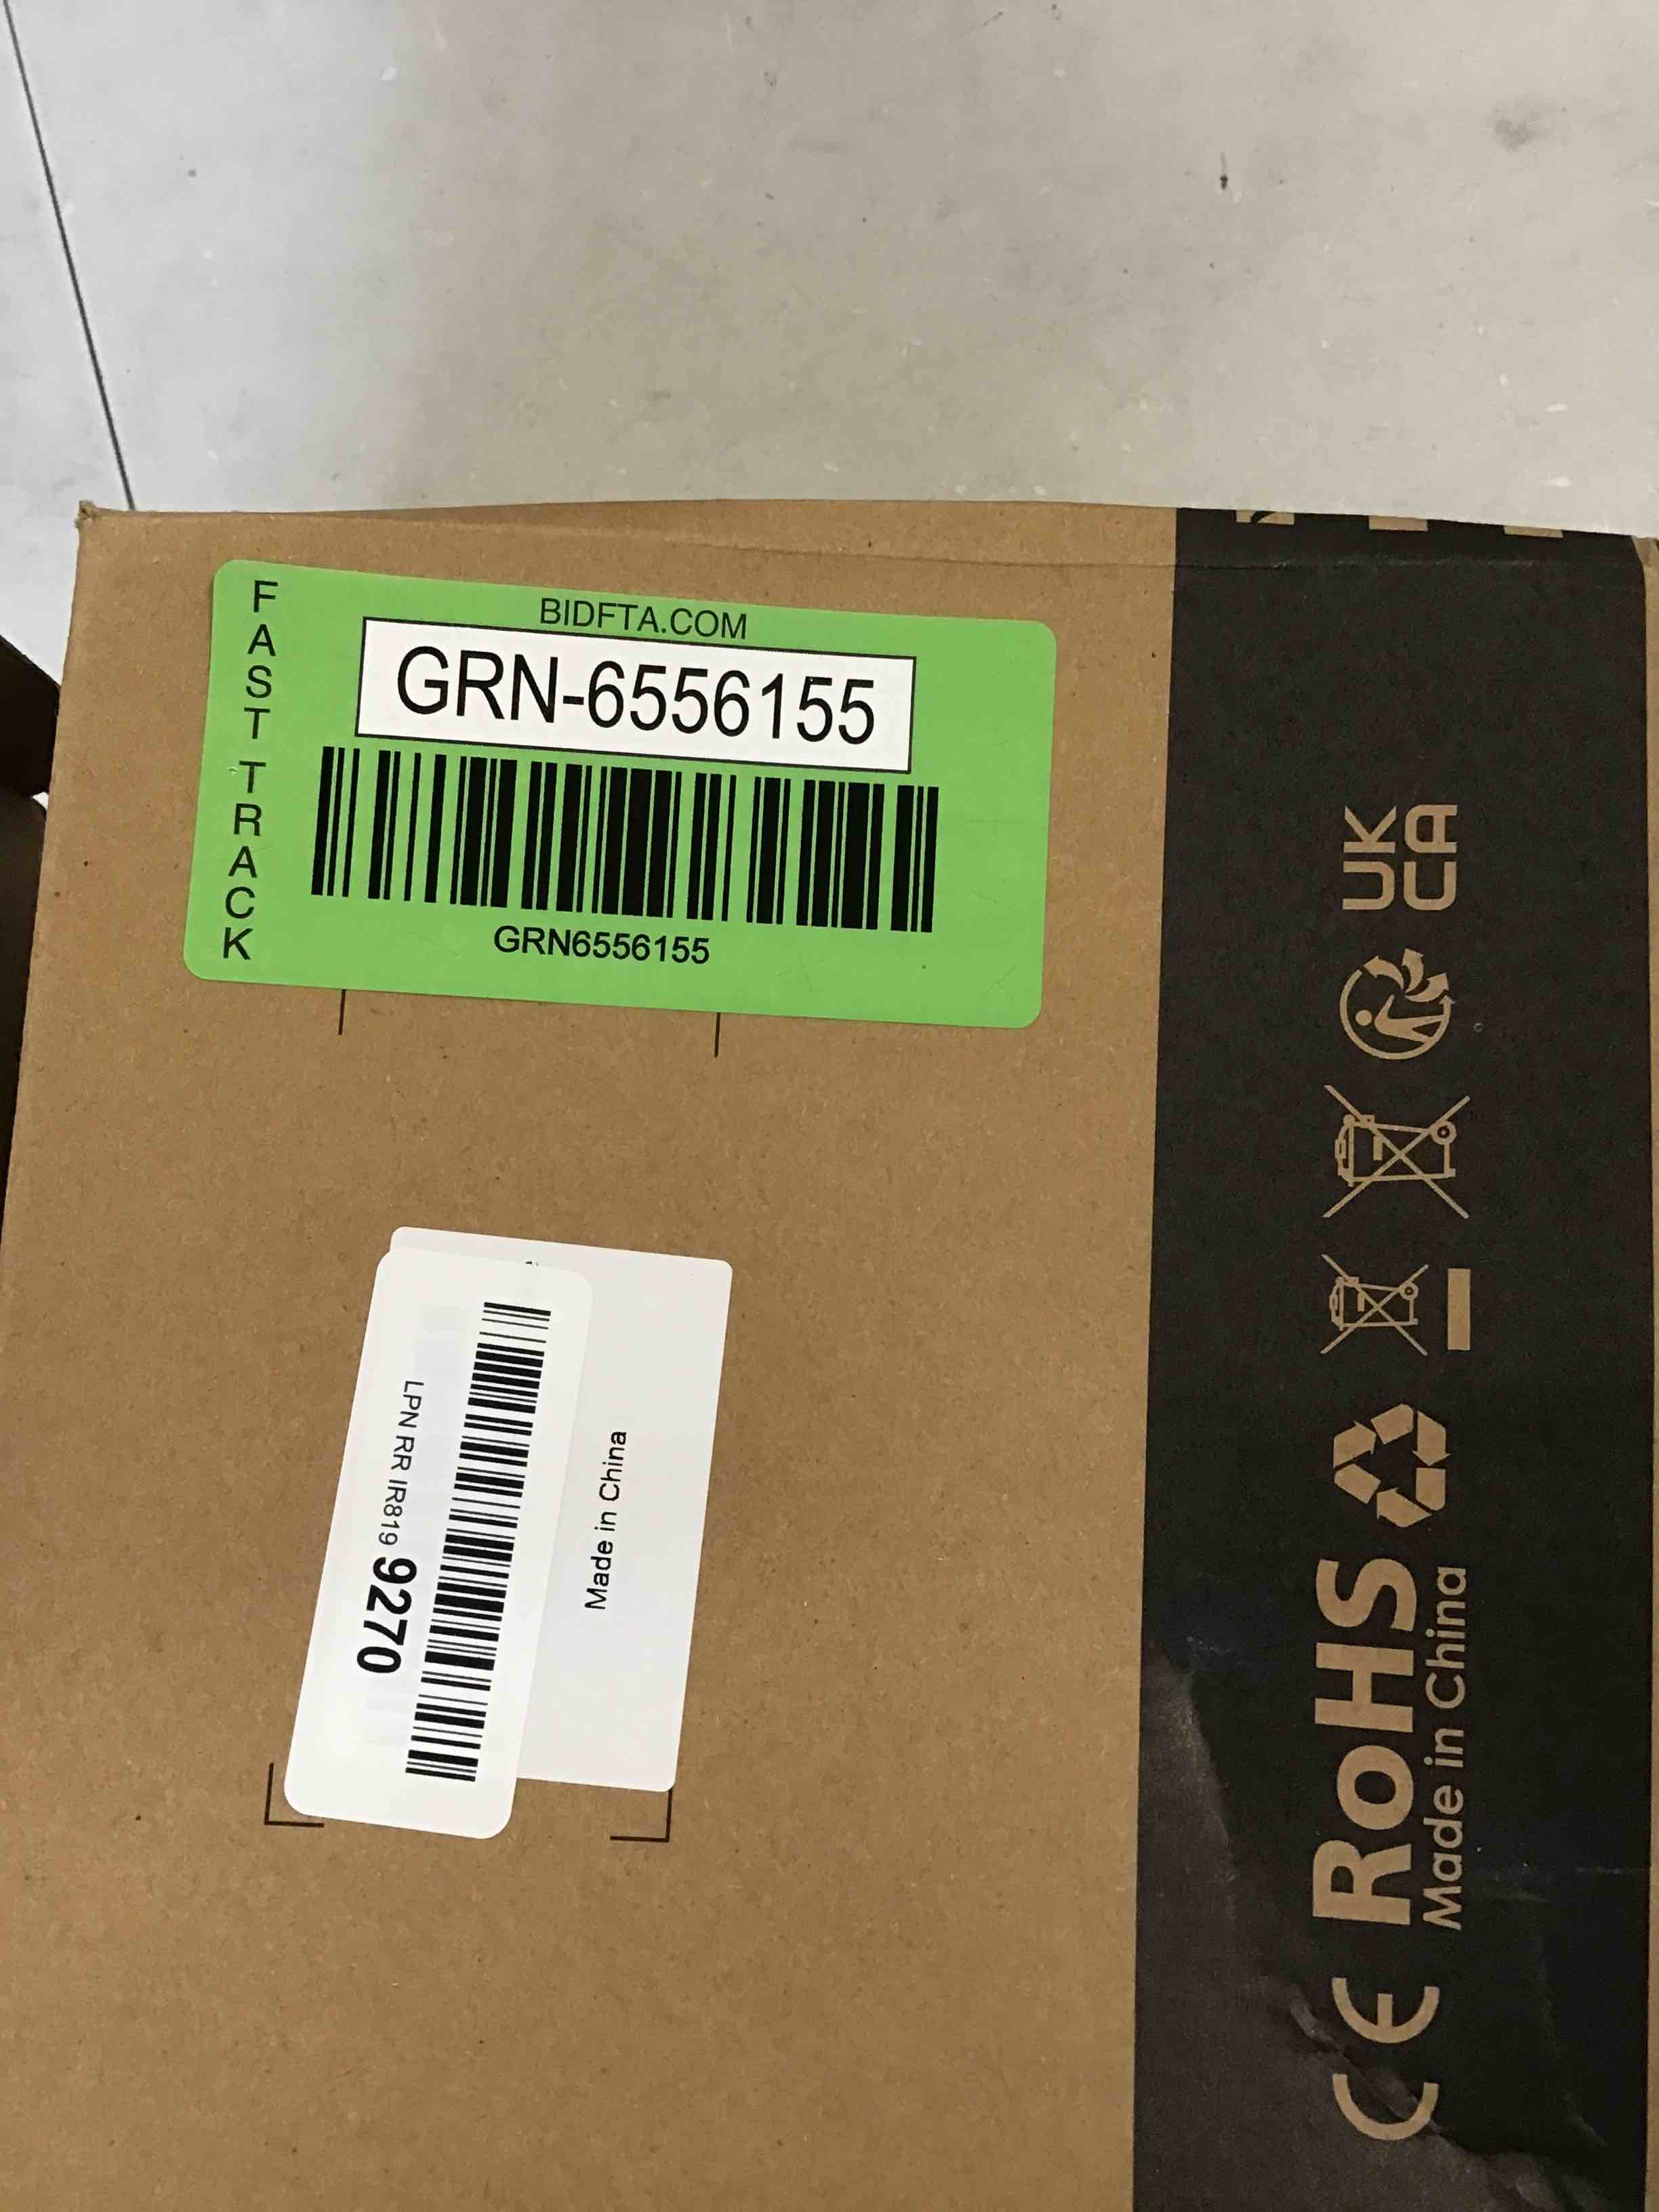 FAST TRACK
BIDFTA.COM
GRN-6556155
GRN6556155
LPN RR IR819 9270
Made in China
CE RoHS
Made in China
UK
CA